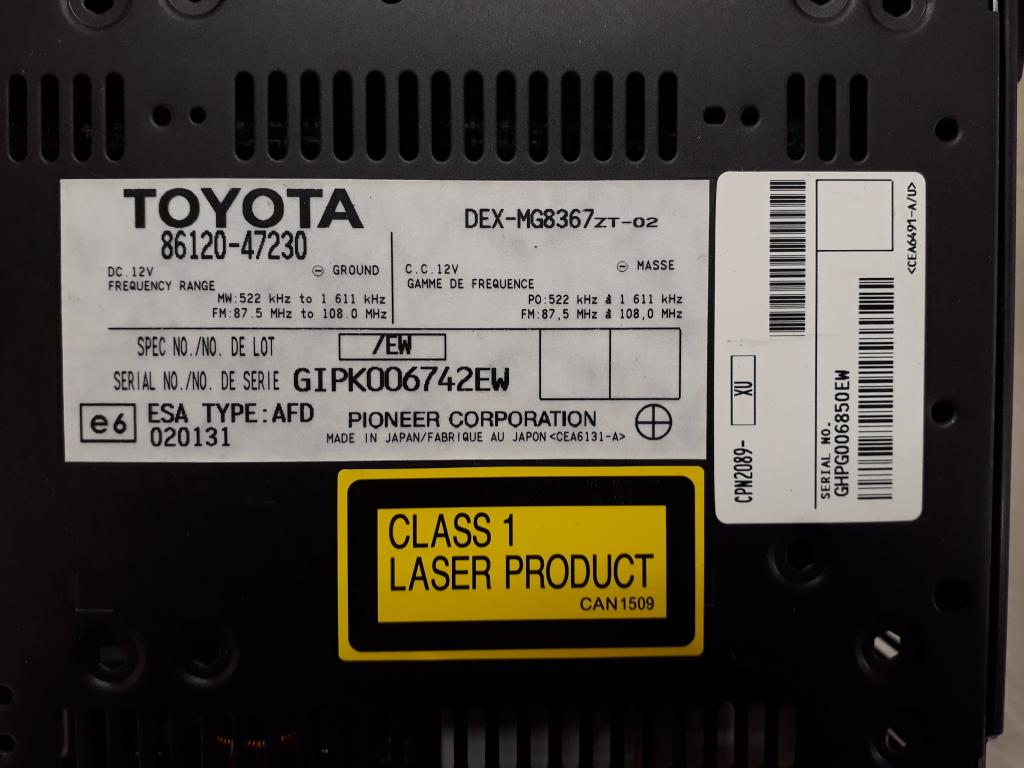 TOYOTA
86120-47230
DEX-MG8367ZT-02
DC.12V ⊖ GROUND
FREQUENCY RANGE
MW:522 kHz to 1 611 kHz
FM:87.5 MHz to 108.0 MHz
C.C.12V ⊖ MASSE
GAMME DE FREQUENCE
PO:522 kHz à 1 611 kHz
FM:87,5 MHz à 108,0 MHz
SPEC NO./NO. DE LOT /EW
SERIAL NO./NO. DE SERIE GIPK006742EW
e6 ESA TYPE:AFD
020131
PIONEER CORPORATION
MADE IN JAPAN/FABRIQUE AU JAPON<CEA6131-A>
CPN2089- XU
SERIAL NO.
GHPG006850EW
<CEA6491-A/U>
CLASS 1
LASER PRODUCT
CAN1509